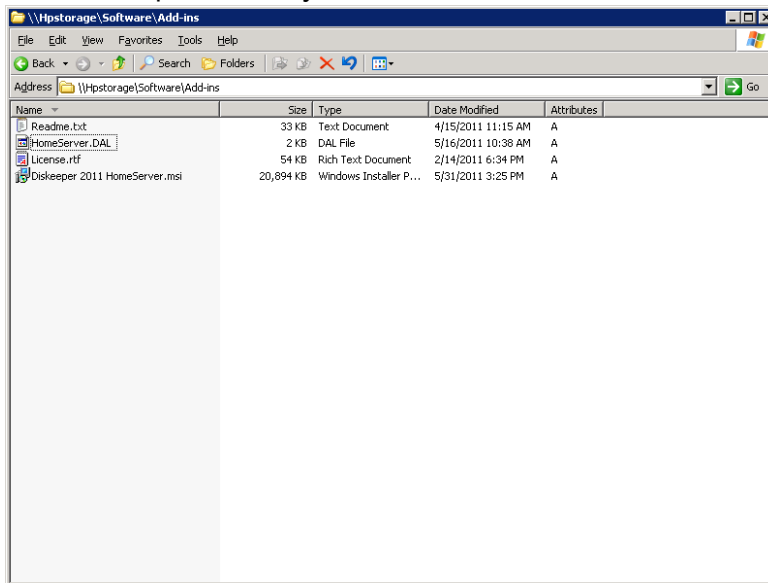 \\Hpstorage\Software\Add-ins
File Edit View Favorites Tools Help
Back Search Folders
Address \\Hpstorage\Software\Add-ins Go
Name Size Type Date Modified Attributes
Readme.txt 33 KB Text Document 4/15/2011 11:15 AM A
HomeServer.DAL 2 KB DAL File 5/16/2011 10:38 AM A
License.rtf 54 KB Rich Text Document 2/14/2011 6:34 PM A
Diskeeper 2011 HomeServer.msi 20,894 KB Windows Installer P... 5/31/2011 3:25 PM A